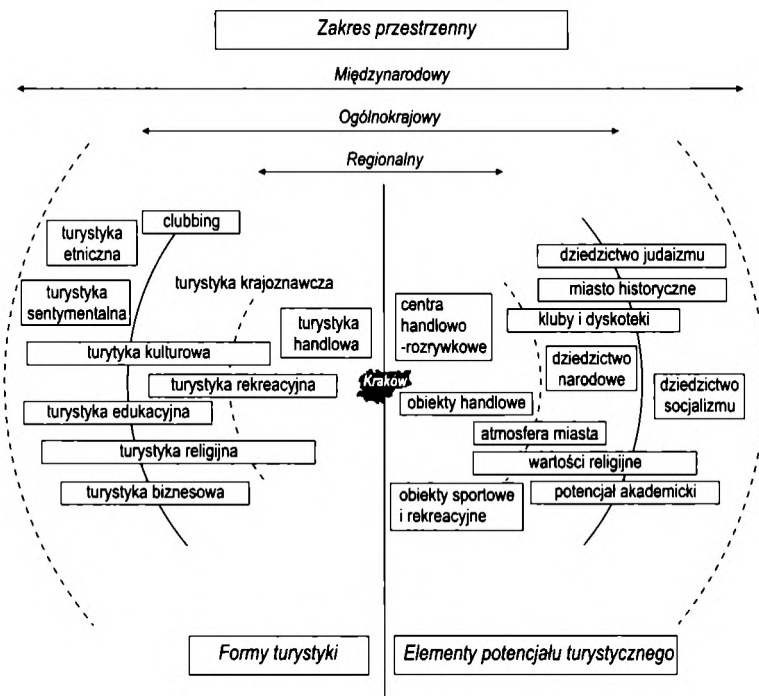 Zakres przestrzenny
Międzynarodowy
Ogólnokrajowy
Regionalny
clubbing
turystyka
etniczna
turystyka
sentymentalna
turystyka krajoznawcza
turystyka
handlowa
turytyka kulturowa
turystyka rekreacyjna
turystyka edukacyjna
turystyka religijna
turystyka biznesowa
Kraków
dziedzictwo judaizmu
miasto historyczne
centra
handlowo
-rozrywkowe
kluby i dyskoteki
dziedzictwo
narodowe
dziedzictwo
socjalizmu
obiekty handlowe
atmosfera miasta
wartości religijne
obiekty sportowe
i rekreacyjne
potencjał akademicki
Formy turystyki
Elementy potencjału turystycznego